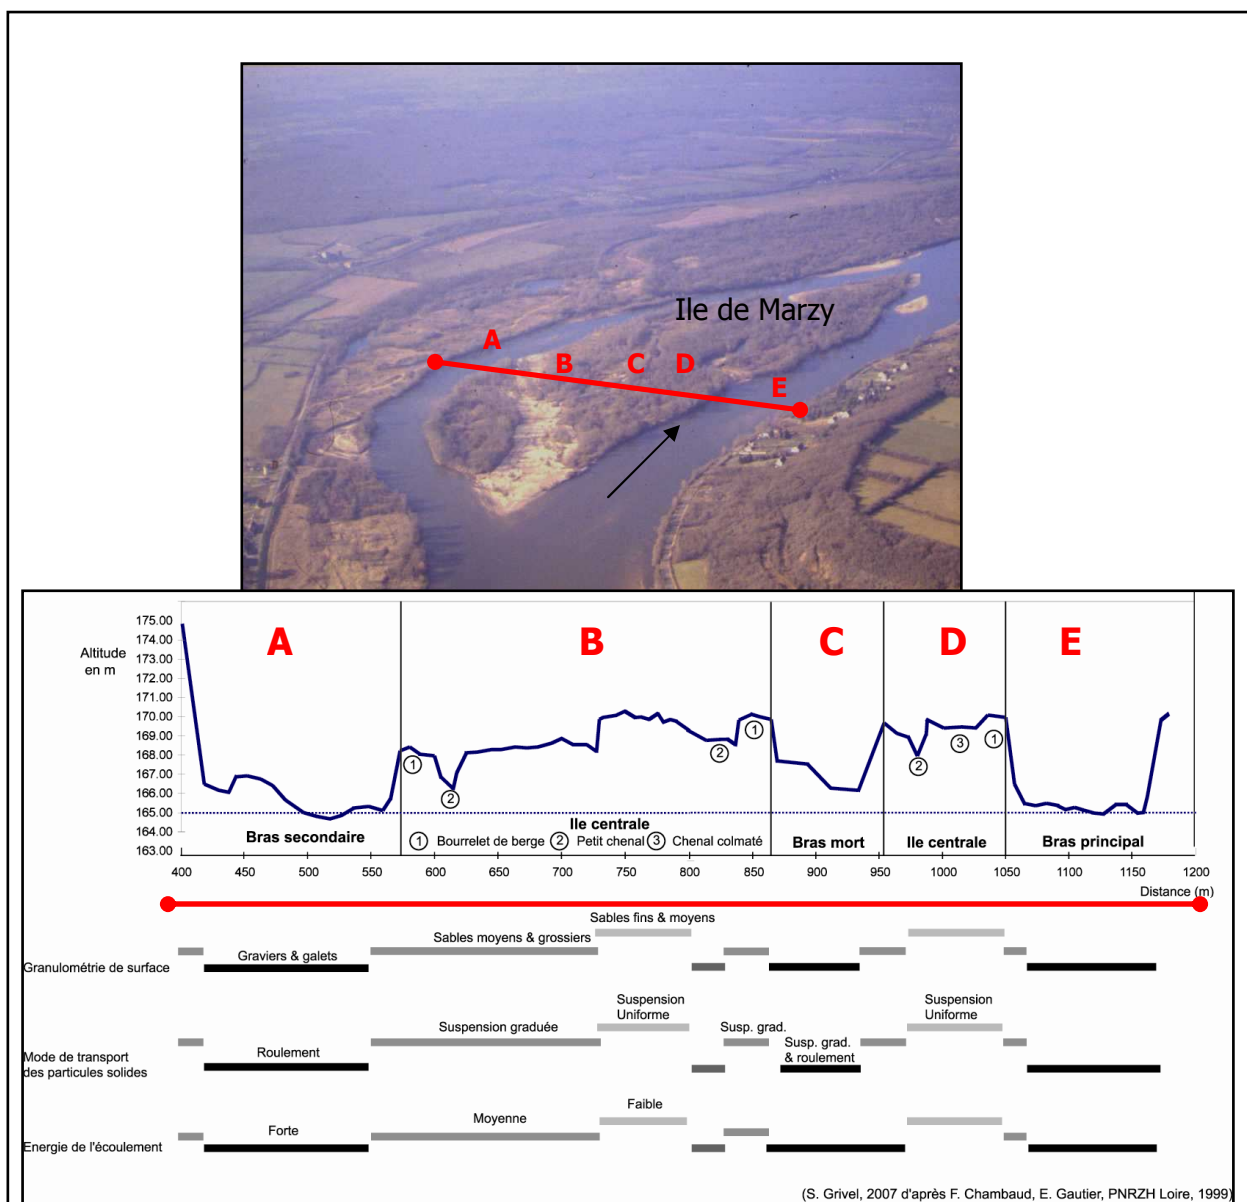 Ile de Marzy
A
B
C
D
E
A
B
C
D
E
Altitude
en m
175.00
174.00
173.00
172.00
171.00
170.00
169.00
168.00
167.00
166.00
165.00
164.00
163.00
1
2
2
1
2
3
1
Bras secondaire
Ile centrale
1 Bourrelet de berge 2 Petit chenal 3 Chenal colmaté
Bras mort
Ile centrale
Bras principal
400 450 500 550 600 650 700 750 800 850 900 950 1000 1050 1100 1150 1200
Distance (m)
Sables fins & moyens
Sables moyens & grossiers
Graviers & galets
Granulométrie de surface
Suspension
Uniforme
Suspension
Uniforme
Suspension graduée
Susp. grad.
Susp. grad.
& roulement
Roulement
Mode de transport
des particules solides
Faible
Moyenne
Forte
Energie de l'écoulement
(S. Grivel, 2007 d'après F. Chambaud, E. Gautier, PNRZH Loire, 1999)